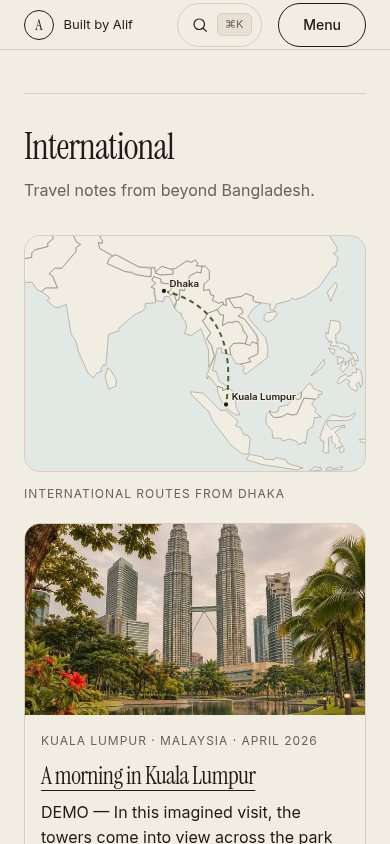 A Built by Alif
⌘K
Menu
International
Travel notes from beyond Bangladesh.
Dhaka
Kuala Lumpur
INTERNATIONAL ROUTES FROM DHAKA
KUALA LUMPUR · MALAYSIA · APRIL 2026
A morning in Kuala Lumpur
DEMO — In this imagined visit, the
towers come into view across the park